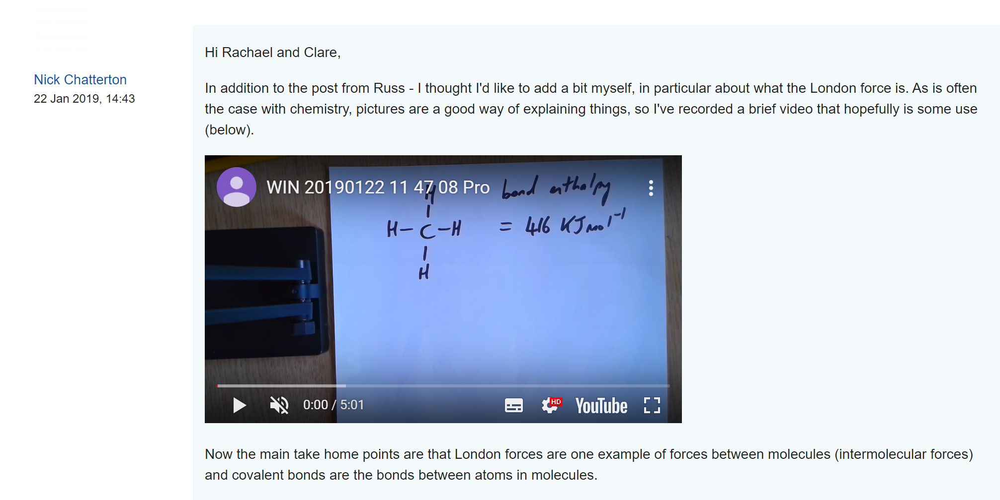 Hi Rachael and Clare,
Nick Chatterton
22 Jan 2019, 14:43
In addition to the post from Russ - I thought I'd like to add a bit myself, in particular about what the London force is. As is often
the case with chemistry, pictures are a good way of explaining things, so I've recorded a brief video that hopefully is some use
(below).
WIN 20190122 11 47 08 Pro
bond enthalpy
H
H-C-H
= 416 KJmol-1
H
0:00 / 5:01
HD
YouTube
Now the main take home points are that London forces are one example of forces between molecules (intermolecular forces)
and covalent bonds are the bonds between atoms in molecules.